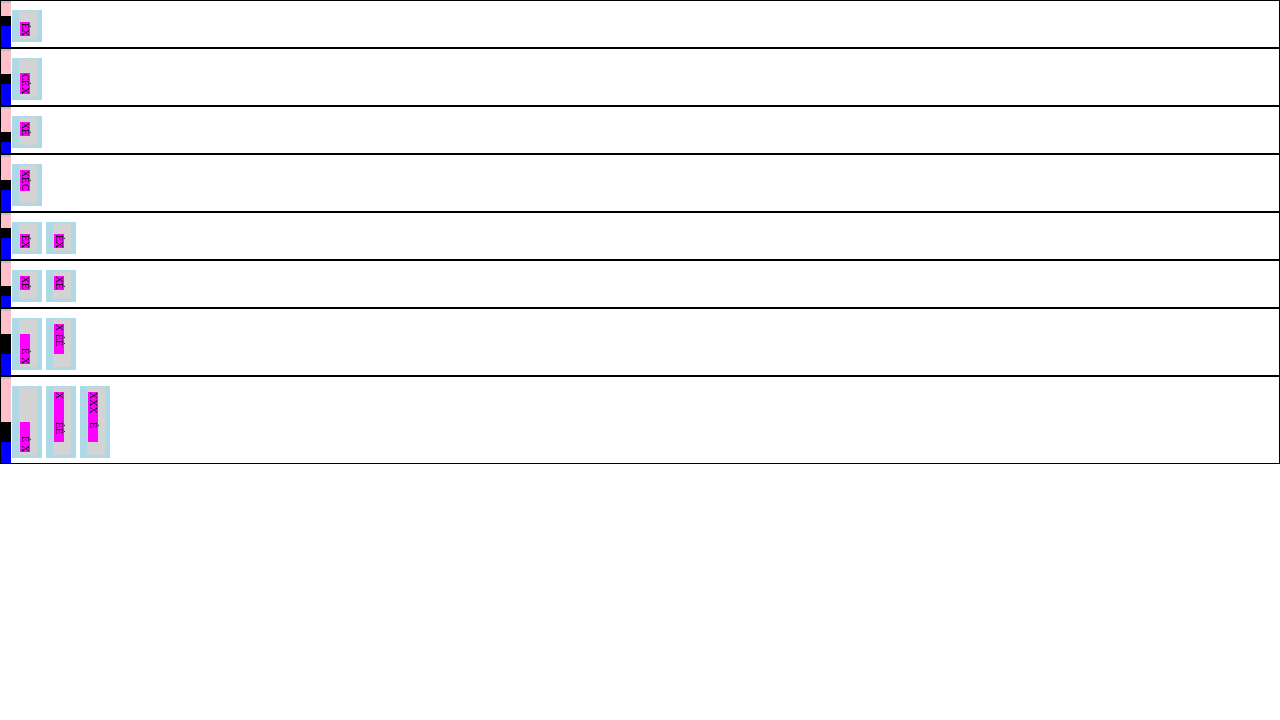 ÉX
CÉX
XÉ
XÉC
ÉX ÉX
XÉ XÉ
É X X ÉÉ
É X X ÉÉ XXX É